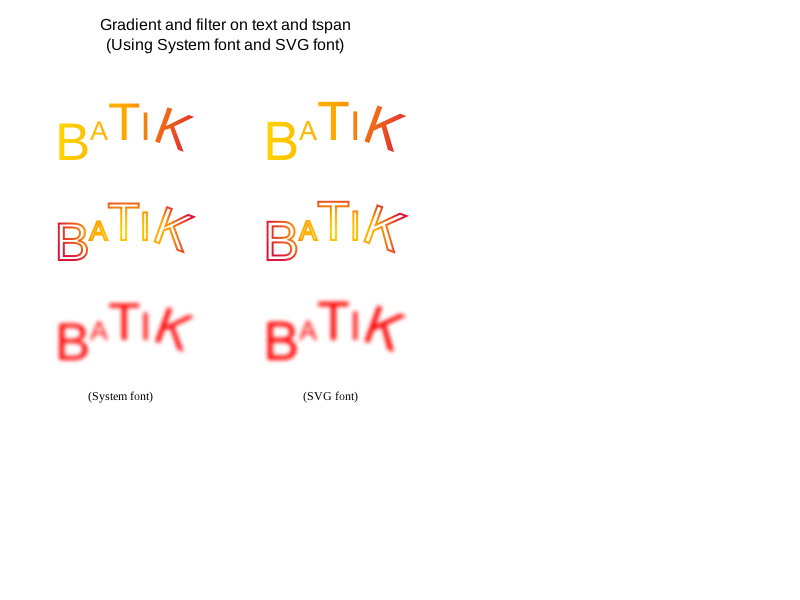 Gradient and filter on text and tspan
(Using System font and SVG font)
BATIK BATIK
BATIK BATIK
BATIK BATIK
(System font) (SVG font)